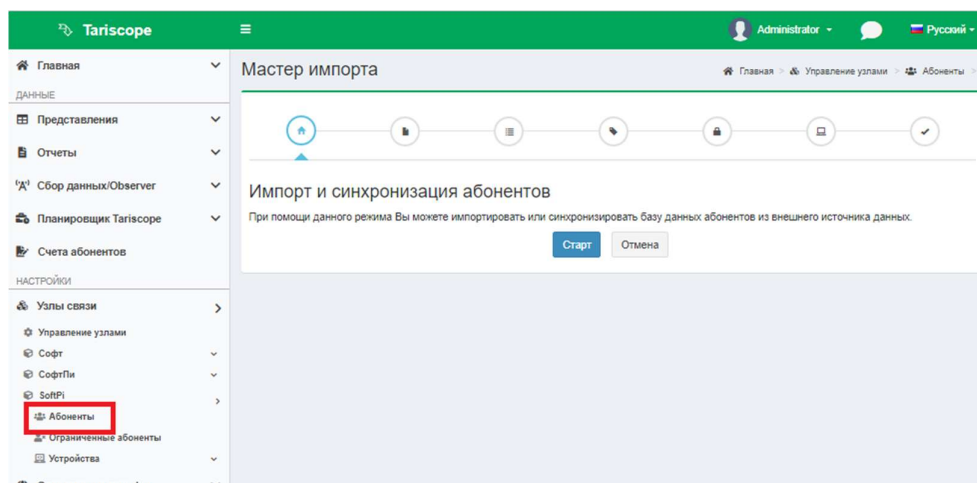 Tariscope
Administrator
Русский
Главная
ДАННЫЕ
Представления
Отчеты
Сбор данных/Observer
Планировщик Tariscope
Счета абонентов
НАСТРОЙКИ
Узлы связи
Управление узлами
Софт
СофтПи
SoftPi
Абоненты
Ограниченные абоненты
Устройства
Мастер импорта
Главная > Управление узлами > Абоненты >
Импорт и синхронизация абонентов
При помощи данного режима Вы можете импортировать или синхронизировать базу данных абонентов из внешнего источника данных.
Старт Отмена